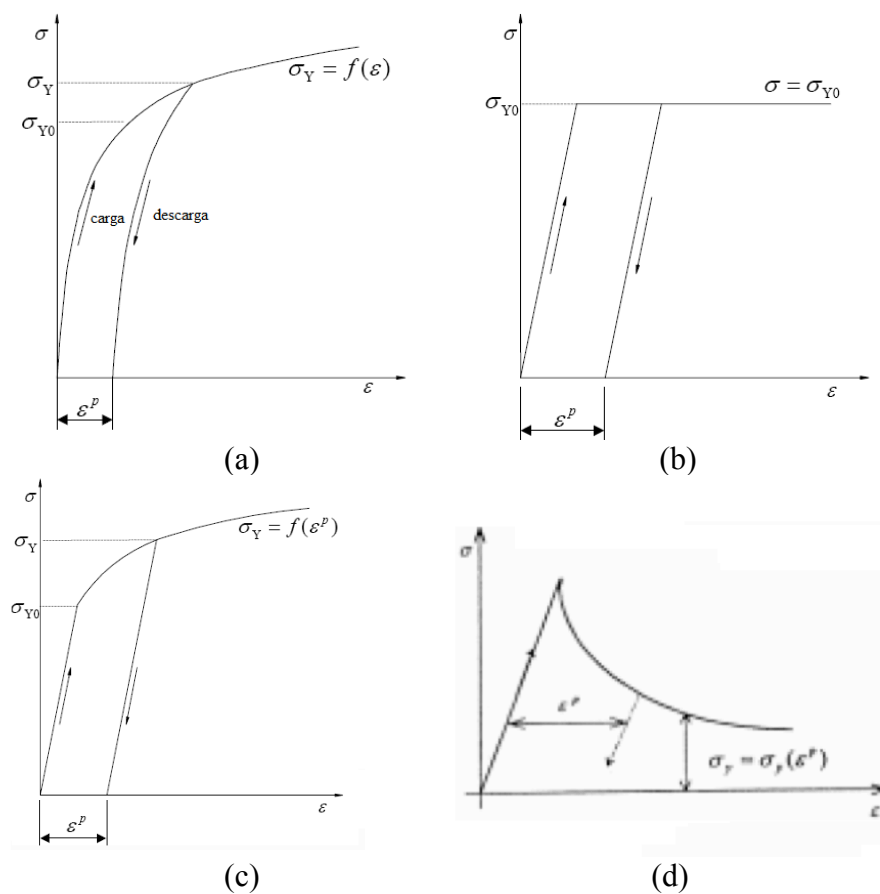 σ
σ_Y = f(ε)
σ_Y
σ_Y0
carga
descarga
ε
ε^p
(a)
σ
σ = σ_Y0
σ_Y0
ε
ε^p
(b)
σ
σ_Y = f(ε^p)
σ_Y
σ_Y0
ε
ε^p
(c)
σ
ε^p
σ_y = σ_y(ε^p)
ε
(d)